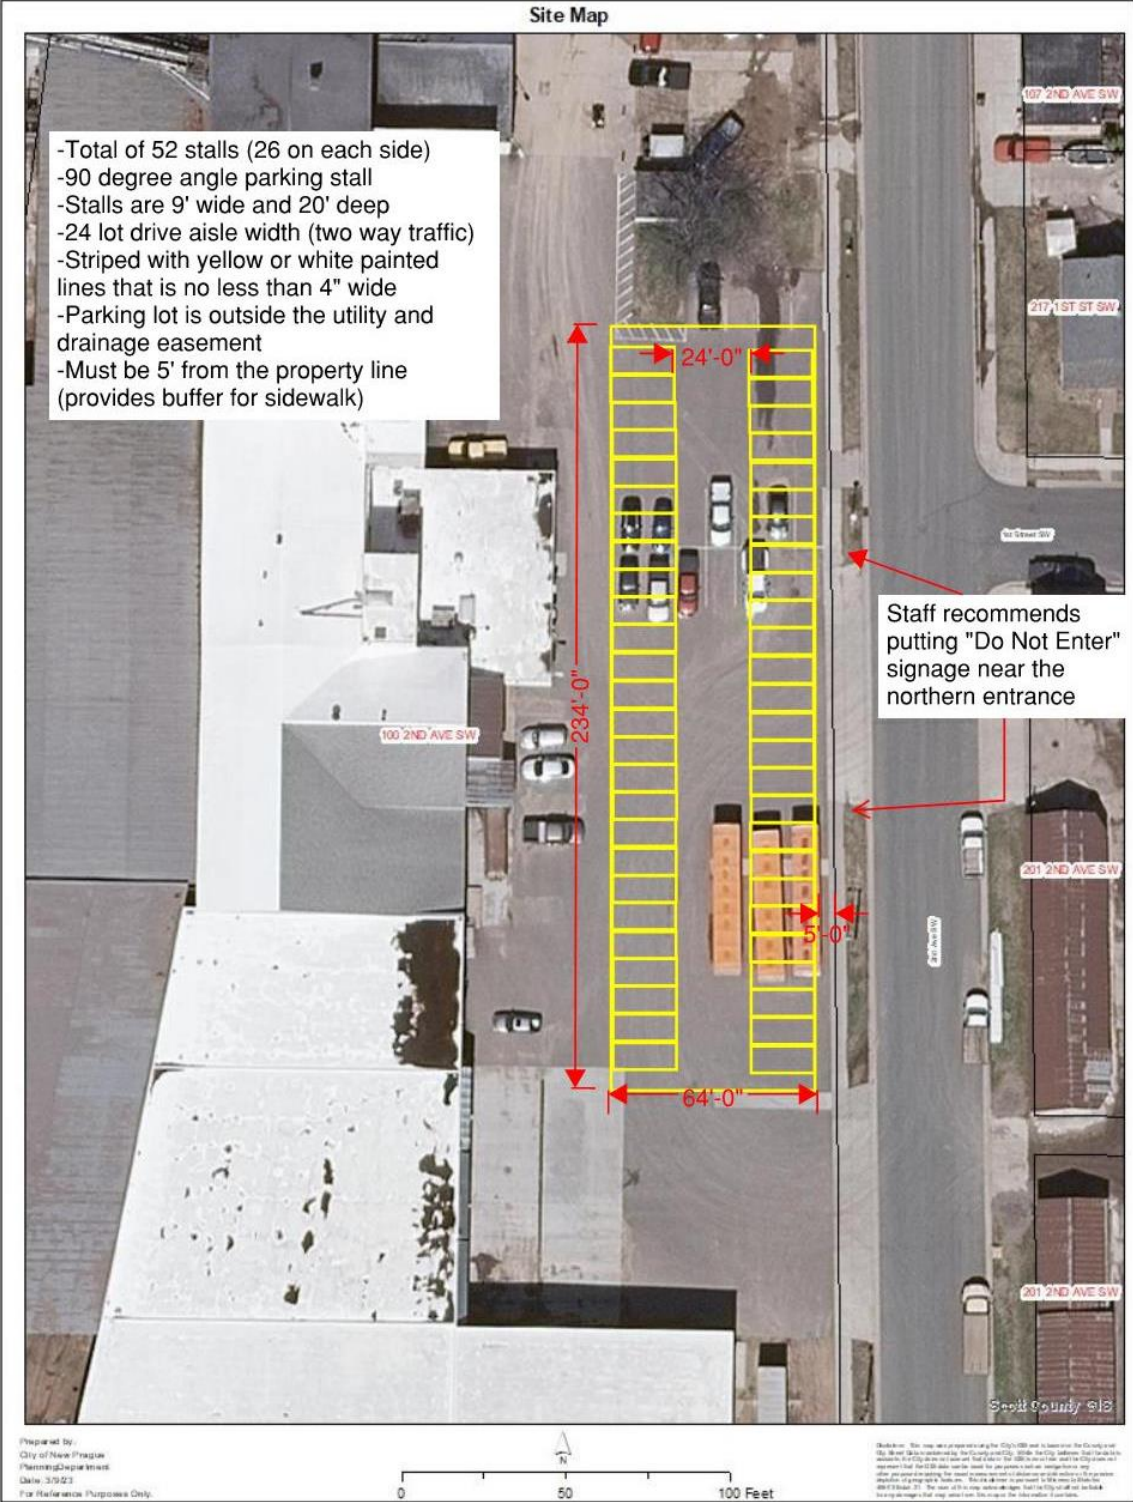 Site Map
-Total of 52 stalls (26 on each side)
-90 degree angle parking stall
-Stalls are 9' wide and 20' deep
-24 lot drive aisle width (two way traffic)
-Striped with yellow or white painted
lines that is no less than 4" wide
-Parking lot is outside the utility and
drainage easement
-Must be 5' from the property line
(provides buffer for sidewalk)
107 2ND AVE SW
217 1ST ST SW
24'-0"
1st Street SW
Staff recommends
putting "Do Not Enter"
signage near the
northern entrance
234'-0"
100 2ND AVE SW
201 2ND AVE SW
5'-0"
2nd Ave SW
64'-0"
201 2ND AVE SW
Scott County GIS
Prepared by:
City of New Prague
Planning Department
Date: 3/9/23
For Reference Purposes Only.
N
0 50 100 Feet